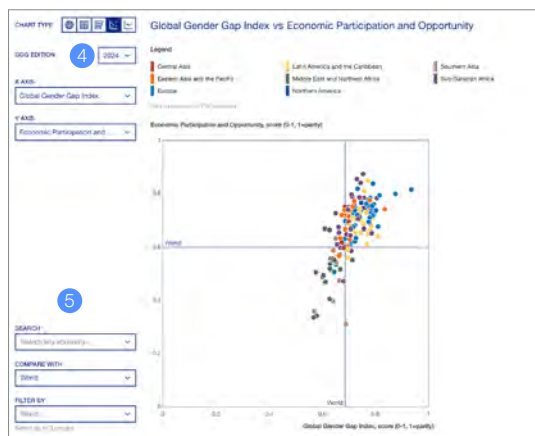 CHART TYPE
Global Gender Gap Index vs Economic Participation and Opportunity
GGG EDITION
4
2024
Legend
Central Asia
Latin America and the Caribbean
Southern Asia
Eastern Asia and the Pacific
Middle East and Northern Africa
Sub-Saharan Africa
Europe
Northern America
X AXIS
Global Gender Gap Index
Y AXIS
Economic Participation and ...
Economic Participation and Opportunity, score (0-1, 1=parity)
1
0.8
0.6
World
0.4
0.2
0
0.2
0.4
0.6
0.8
1
World
Global Gender Gap Index, score (0-1, 1=parity)
5
SEARCH
Search any economy...
COMPARE WITH
World
FILTER BY
Select...